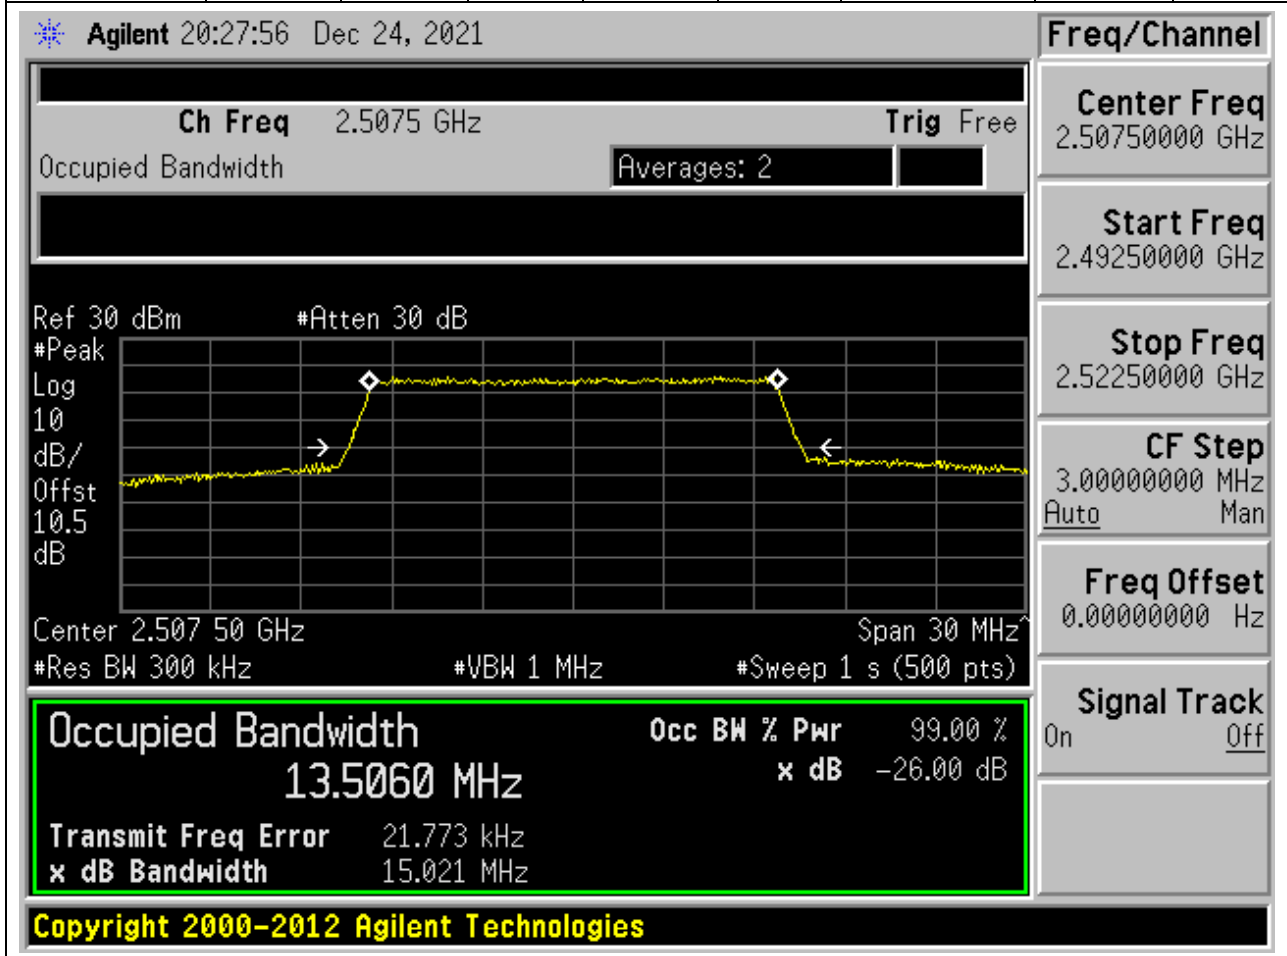 Agilent 20:27:56 Dec 24, 2021
Freq/Channel
Ch Freq 2.5075 GHz Trig Free
Occupied Bandwidth Averages: 2
Center Freq
2.50750000 GHz
Start Freq
2.49250000 GHz
Stop Freq
2.52250000 GHz
CF Step
3.00000000 MHz
Auto Man
Freq Offset
0.00000000 Hz
Signal Track
On Off
Ref 30 dBm #Atten 30 dB
#Peak
Log
10
dB/
Offst
10.5
dB
Center 2.507 50 GHz Span 30 MHz^
#Res BW 300 kHz #VBW 1 MHz #Sweep 1 s (500 pts)
Occupied Bandwidth Occ BW % Pwr 99.00 %
13.5060 MHz x dB -26.00 dB
Transmit Freq Error 21.773 kHz
x dB Bandwidth 15.021 MHz
Copyright 2000-2012 Agilent Technologies